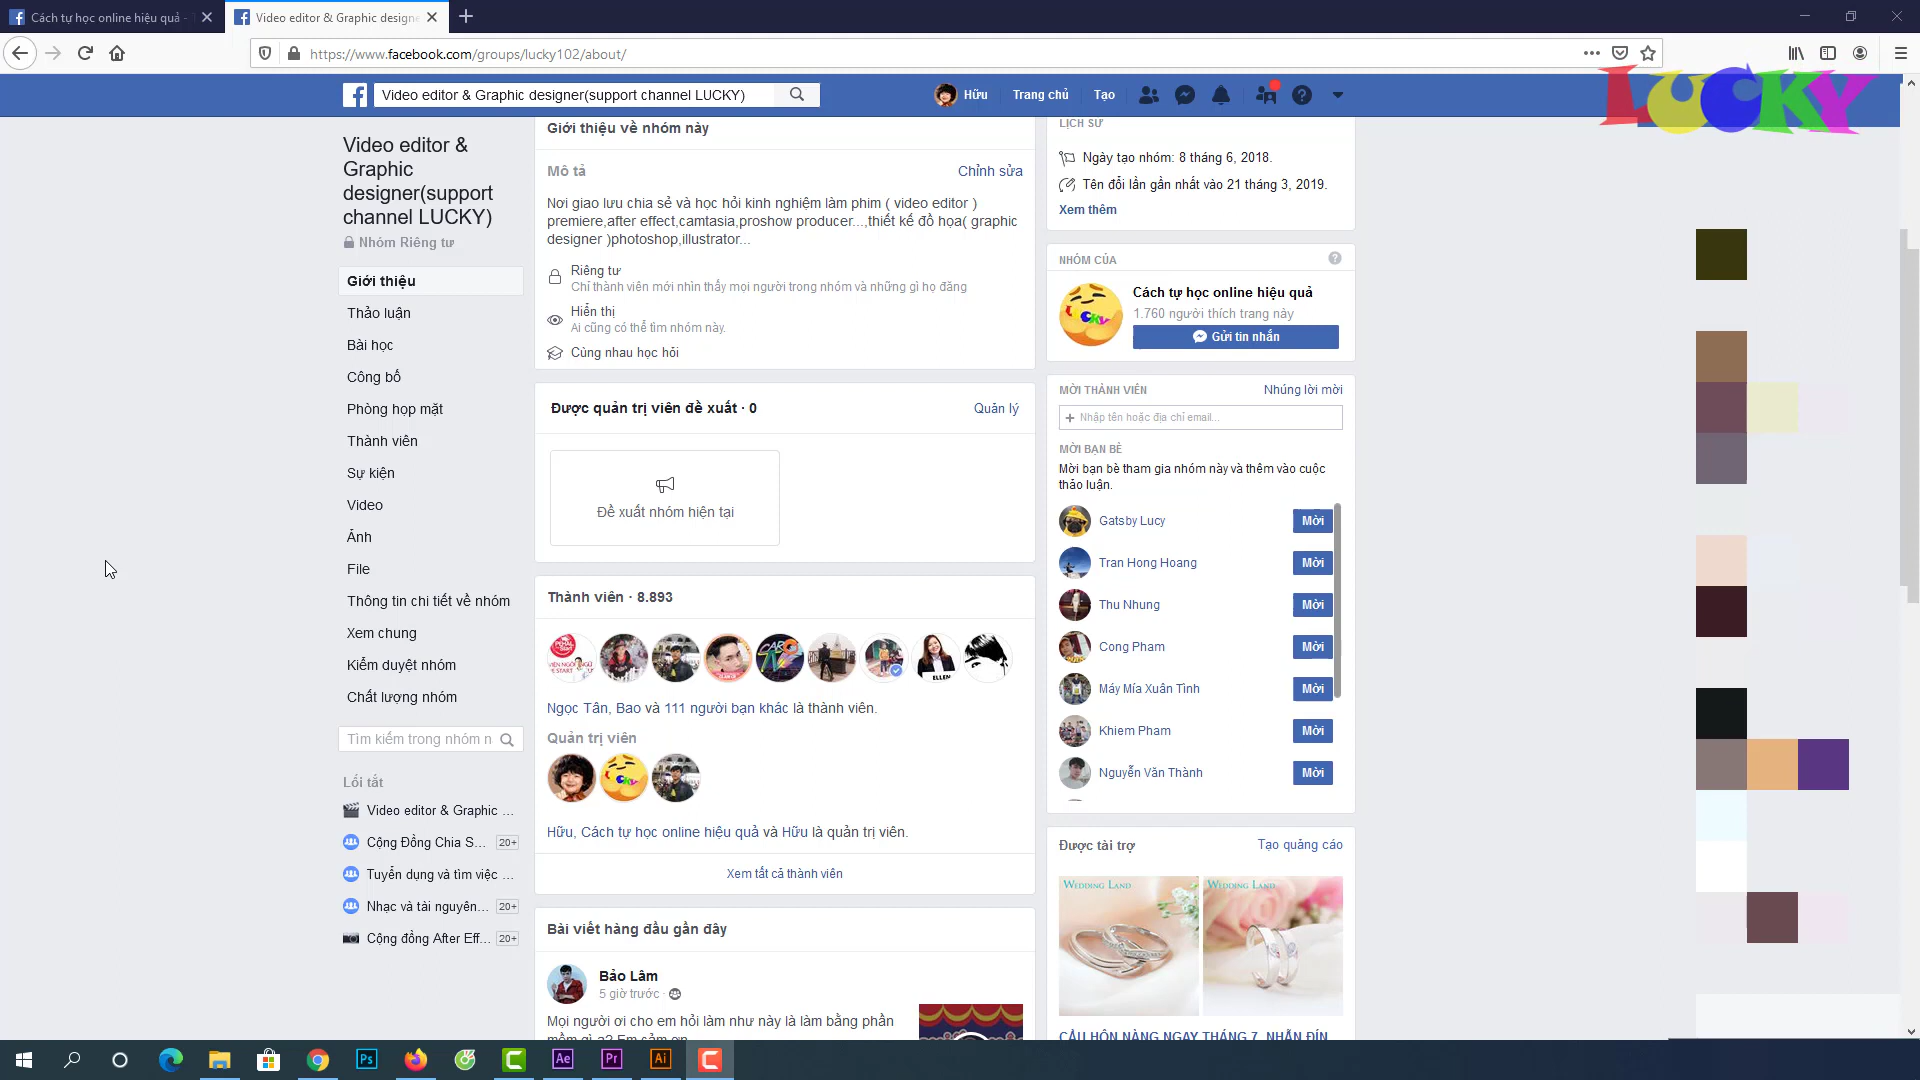 Cách tự học online hiệu quả -
Video editor & Graphic designe
https://www.facebook.com/groups/lucky102/about/
LUCKY
Video editor & Graphic designer(support channel LUCKY)
Hữu
Trang chủ
Tạo
Video editor &
Graphic
designer(support
channel LUCKY)
Nhóm Riêng tư
Giới thiệu
Thảo luận
Bài học
Công bố
Phòng họp mặt
Thành viên
Sự kiện
Video
Ảnh
File
Thông tin chi tiết về nhóm
Xem chung
Kiểm duyệt nhóm
Chất lượng nhóm
Tìm kiếm trong nhóm n
Lối tắt
Video editor & Graphic ...
Cộng Đồng Chia S... 20+
Tuyển dụng và tìm việc ...
Nhạc và tài nguyên... 20+
Cộng đồng After Eff... 20+
Giới thiệu về nhóm này
Mô tả
Chỉnh sửa
Nơi giao lưu chia sẻ và học hỏi kinh nghiệm làm phim ( video editor )
premiere,after effect,camtasia,proshow producer...,thiết kế đồ họa( graphic
designer )photoshop,illustrator...
Riêng tư
Chỉ thành viên mới nhìn thấy mọi người trong nhóm và những gì họ đăng
Hiển thị
Ai cũng có thể tìm nhóm này.
Cùng nhau học hỏi
Được quản trị viên đề xuất · 0
Quản lý
Đề xuất nhóm hiện tại
Thành viên · 8.893
ELLEN
Ngọc Tân, Bao và 111 người bạn khác là thành viên.
Quản trị viên
Hữu, Cách tự học online hiệu quả và Hữu là quản trị viên.
Xem tất cả thành viên
Bài viết hàng đầu gần đây
Bảo Lâm
5 giờ trước ·
Mọi người ơi cho em hỏi làm như này là làm bằng phần
mềm gì ạ? Em cảm ơn
LỊCH SỬ
Ngày tạo nhóm: 8 tháng 6, 2018.
Tên đổi lần gần nhất vào 21 tháng 3, 2019.
Xem thêm
NHÓM CỦA
LUCKY
Cách tự học online hiệu quả
1.760 người thích trang này
Gửi tin nhắn
MỜI THÀNH VIÊN
Nhúng lời mời
+ Nhập tên hoặc địa chỉ email...
MỜI BẠN BÈ
Mời bạn bè tham gia nhóm này và thêm vào cuộc
thảo luận.
Gatsby Lucy
Mời
Tran Hong Hoang
Mời
Thu Nhung
Mời
Cong Pham
Mời
Máy Mía Xuân Tình
Mời
Khiem Pham
Mời
Nguyễn Văn Thành
Mời
Được tài trợ
Tạo quảng cáo
WEDDING LAND
WEDDING LAND
CẦU HÔN NÀNG NGAY THÁNG 7, NHẪN ĐÍN
Ps
Ae
Pr
Ai